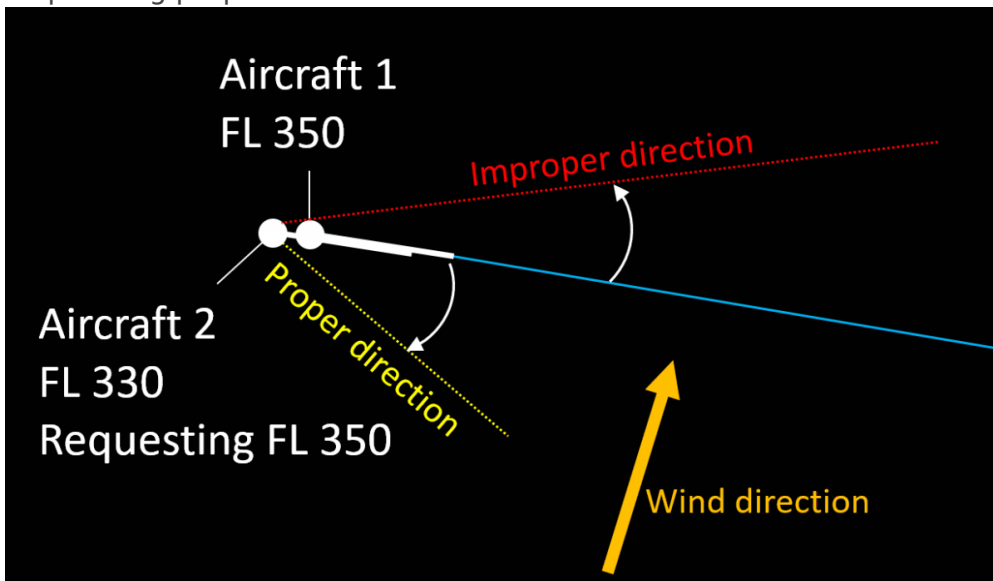 Aircraft 1
FL 350
Improper direction
Proper direction
Aircraft 2
FL 330
Requesting FL 350
Wind direction